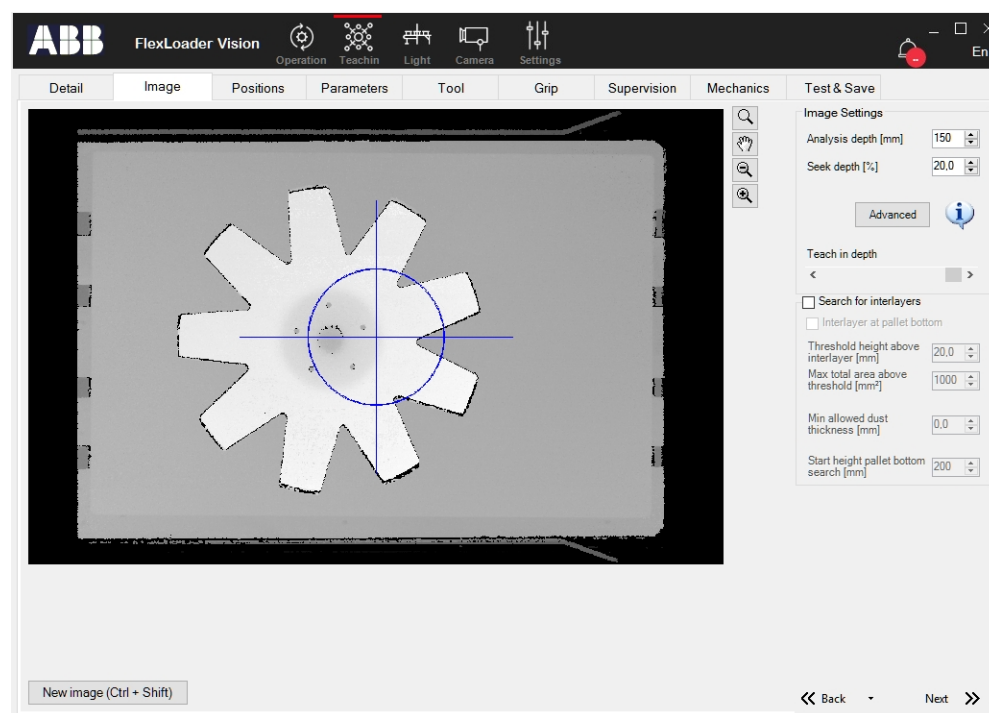 ABB
FlexLoader Vision
Operation
Teachin
Light
Camera
Settings
En
Detail
Image
Positions
Parameters
Tool
Grip
Supervision
Mechanics
Test & Save
Image Settings
Analysis depth [mm]
150
Seek depth [%]
20,0
Advanced
Teach in depth
Search for interlayers
Interlayer at pallet bottom
Threshold height above
interlayer [mm]
20,0
Max total area above
threshold [mm²]
1000
Min allowed dust
thickness [mm]
0,0
Start height pallet bottom
search [mm]
200
New image (Ctrl + Shift)
Back
Next